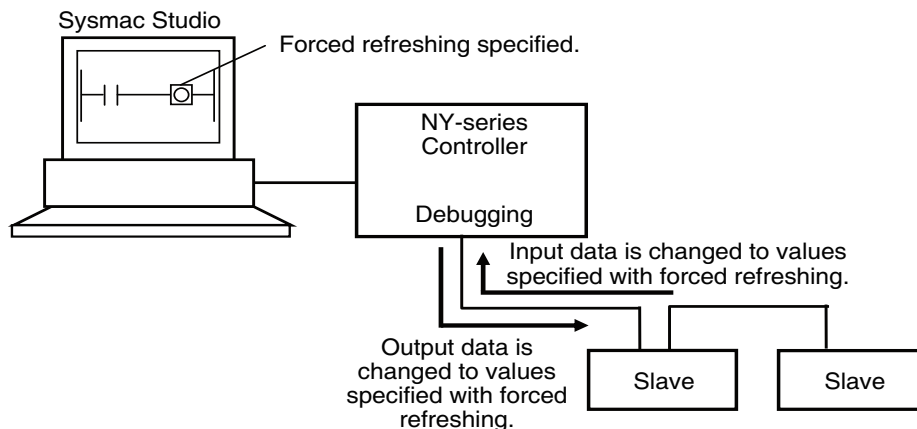 Sysmac Studio
Forced refreshing specified.
NY-series
Controller
Debugging
Input data is changed to values
specified with forced refreshing.
Output data is
changed to values
specified with forced
refreshing.
Slave
Slave